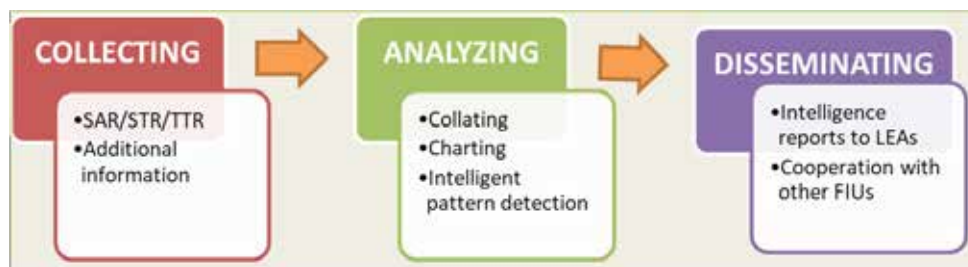 COLLECTING
•SAR/STR/TTR
•Additional
information
ANALYZING
•Collating
•Charting
•Intelligent
pattern detection
DISSEMINATING
•Intelligence
reports to LEAs
•Cooperation with
other FIUs